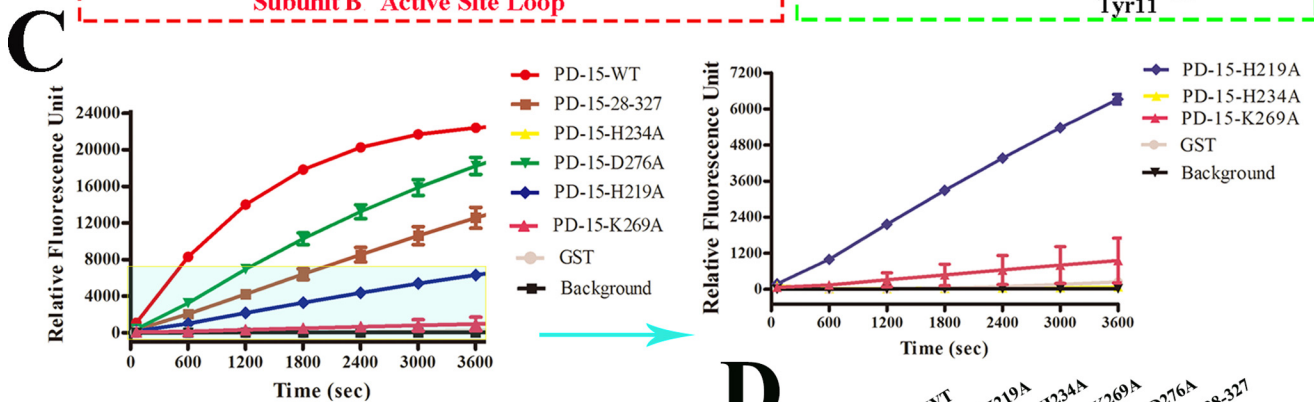 Subunit B Active Site Loop
Tyr11
C
Relative Fluorescence Unit
24000
20000
16000
12000
8000
4000
0
0 600 1200 1800 2400 3000 3600
Time (sec)
PD-15-WT
PD-15-28-327
PD-15-H234A
PD-15-D276A
PD-15-H219A
PD-15-K269A
GST
Background
Relative Fluorescence Unit
7200
6000
4800
3600
2400
1200
0
0 600 1200 1800 2400 3000 3600
Time (sec)
PD-15-H219A
PD-15-H234A
PD-15-K269A
GST
Background
D
WT
H219A
H234A
K269A
D276A
28-327